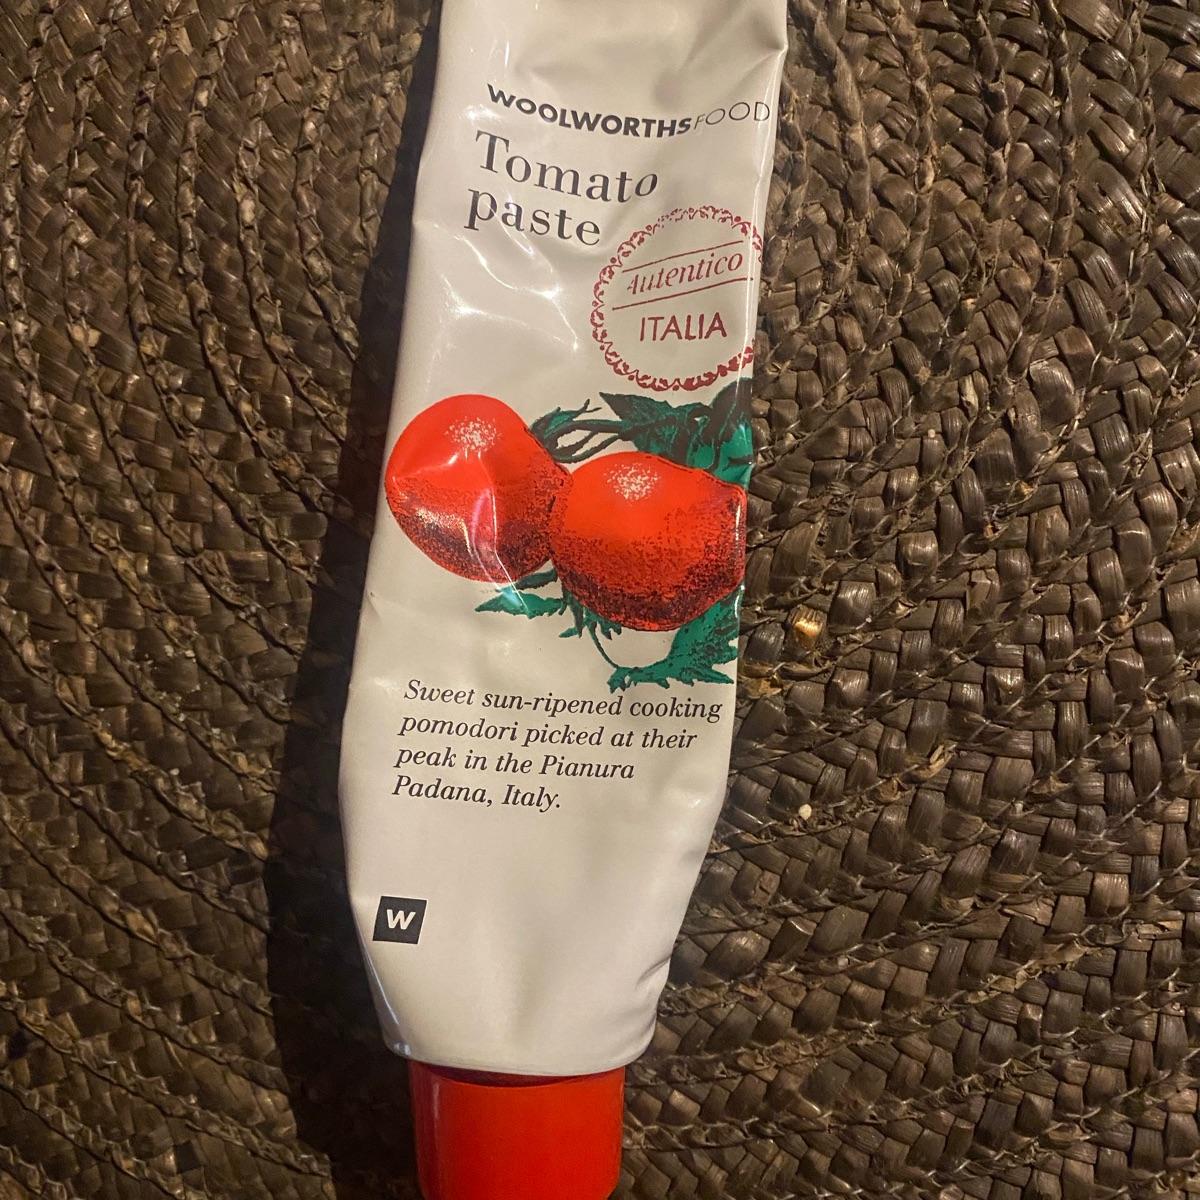 WOOLWORTHSFOOD
Tomato
paste
Autentico
ITALIA
Sweet sun-ripened cooking
pomodori picked at their
peak in the Pianura
Padana, Italy.
W